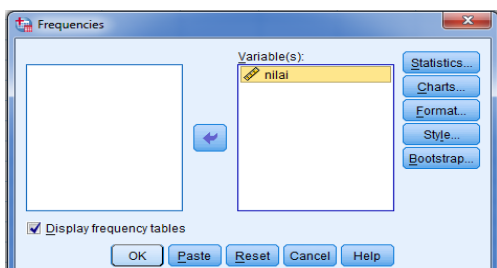 Frequencies
Variable(s):
nilai
Statistics...
Charts...
Format...
Style...
Bootstrap...
Display frequency tables
OK Paste Reset Cancel Help